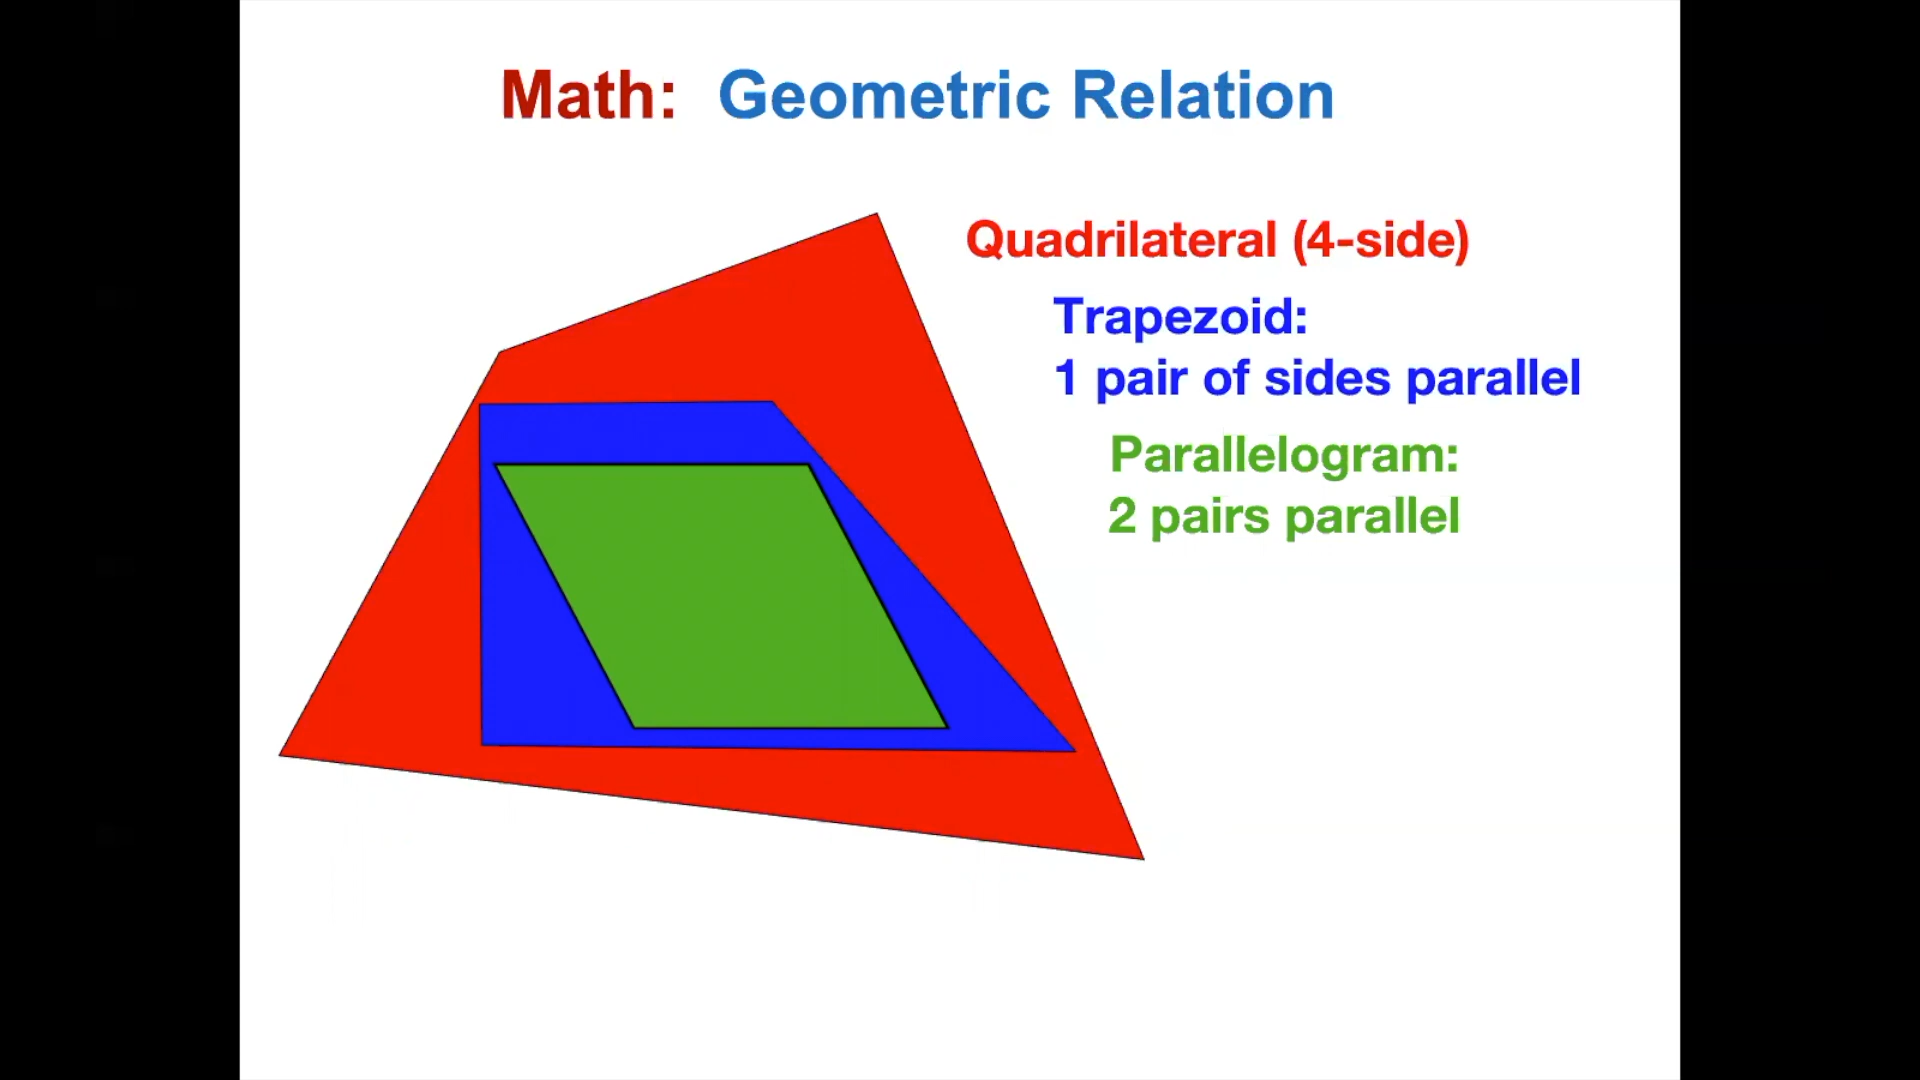 Math: Geometric Relation
Quadrilateral (4-side)
Trapezoid:
1 pair of sides parallel
Parallelogram:
2 pairs parallel